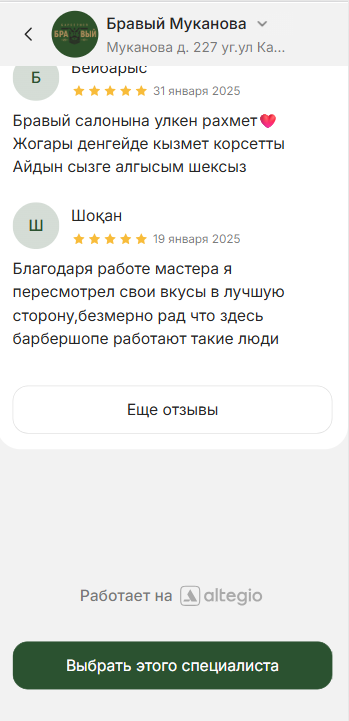 Бравый Муканова
Муканова д. 227 уг.ул Ка...
БРАВЫЙ
Б
Бейбарыс
31 января 2025
Бравый салонына улкен рахмет❤️
Жогары денгейде кызмет корсетты
Айдын сызге алгысым шексыз
Ш
Шоқан
19 января 2025
Благодаря работе мастера я
пересмотрел свои вкусы в лучшую
сторону,безмерно рад что здесь
барбершопе работают такие люди
Еще отзывы
Работает на altegio
Выбрать этого специалиста